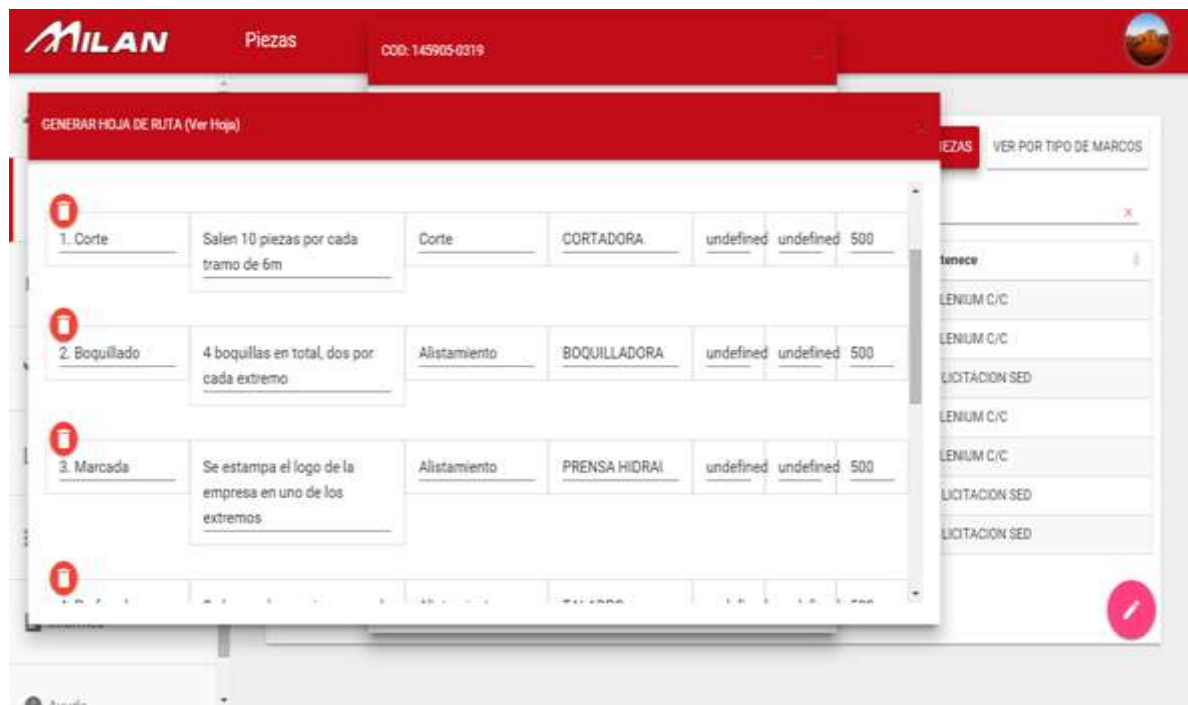 MILAN
Piezas
COD: 145905-0319
GENERAR HOJA DE RUTA (Ver Hoja)
VER POR TIPO DE MARCOS
1. Corte
Salen 10 piezas por cada
tramo de 6m
Corte
CORTADORA
undefined
undefined
500
2. Boquillado
4 boquillas en total, dos por
cada extremo
Alistamiento
BOQUILLADORA
undefined
undefined
500
3. Marcada
Se estampa el logo de la
empresa en uno de los
extremos
Alistamiento
PRENSA HIDRAI
undefined
undefined
500
tenece
LENIUM C/C
LENIUM C/C
LICITACION SED
LENIUM C/C
LENIUM C/C
LICITACION SED
LICITACION SED